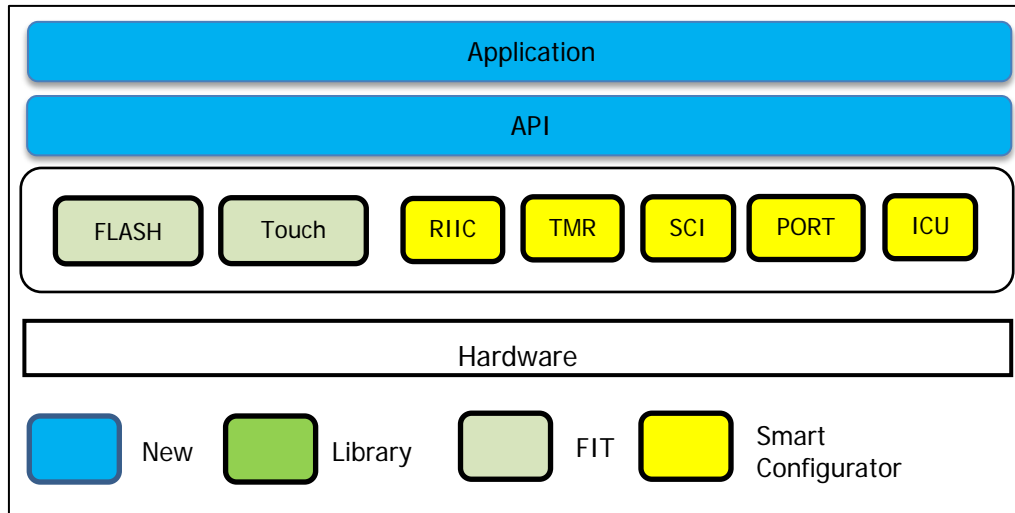 Application
API
FLASH Touch RIIC TMR SCI PORT ICU
Hardware
New Library FIT Smart
Configurator